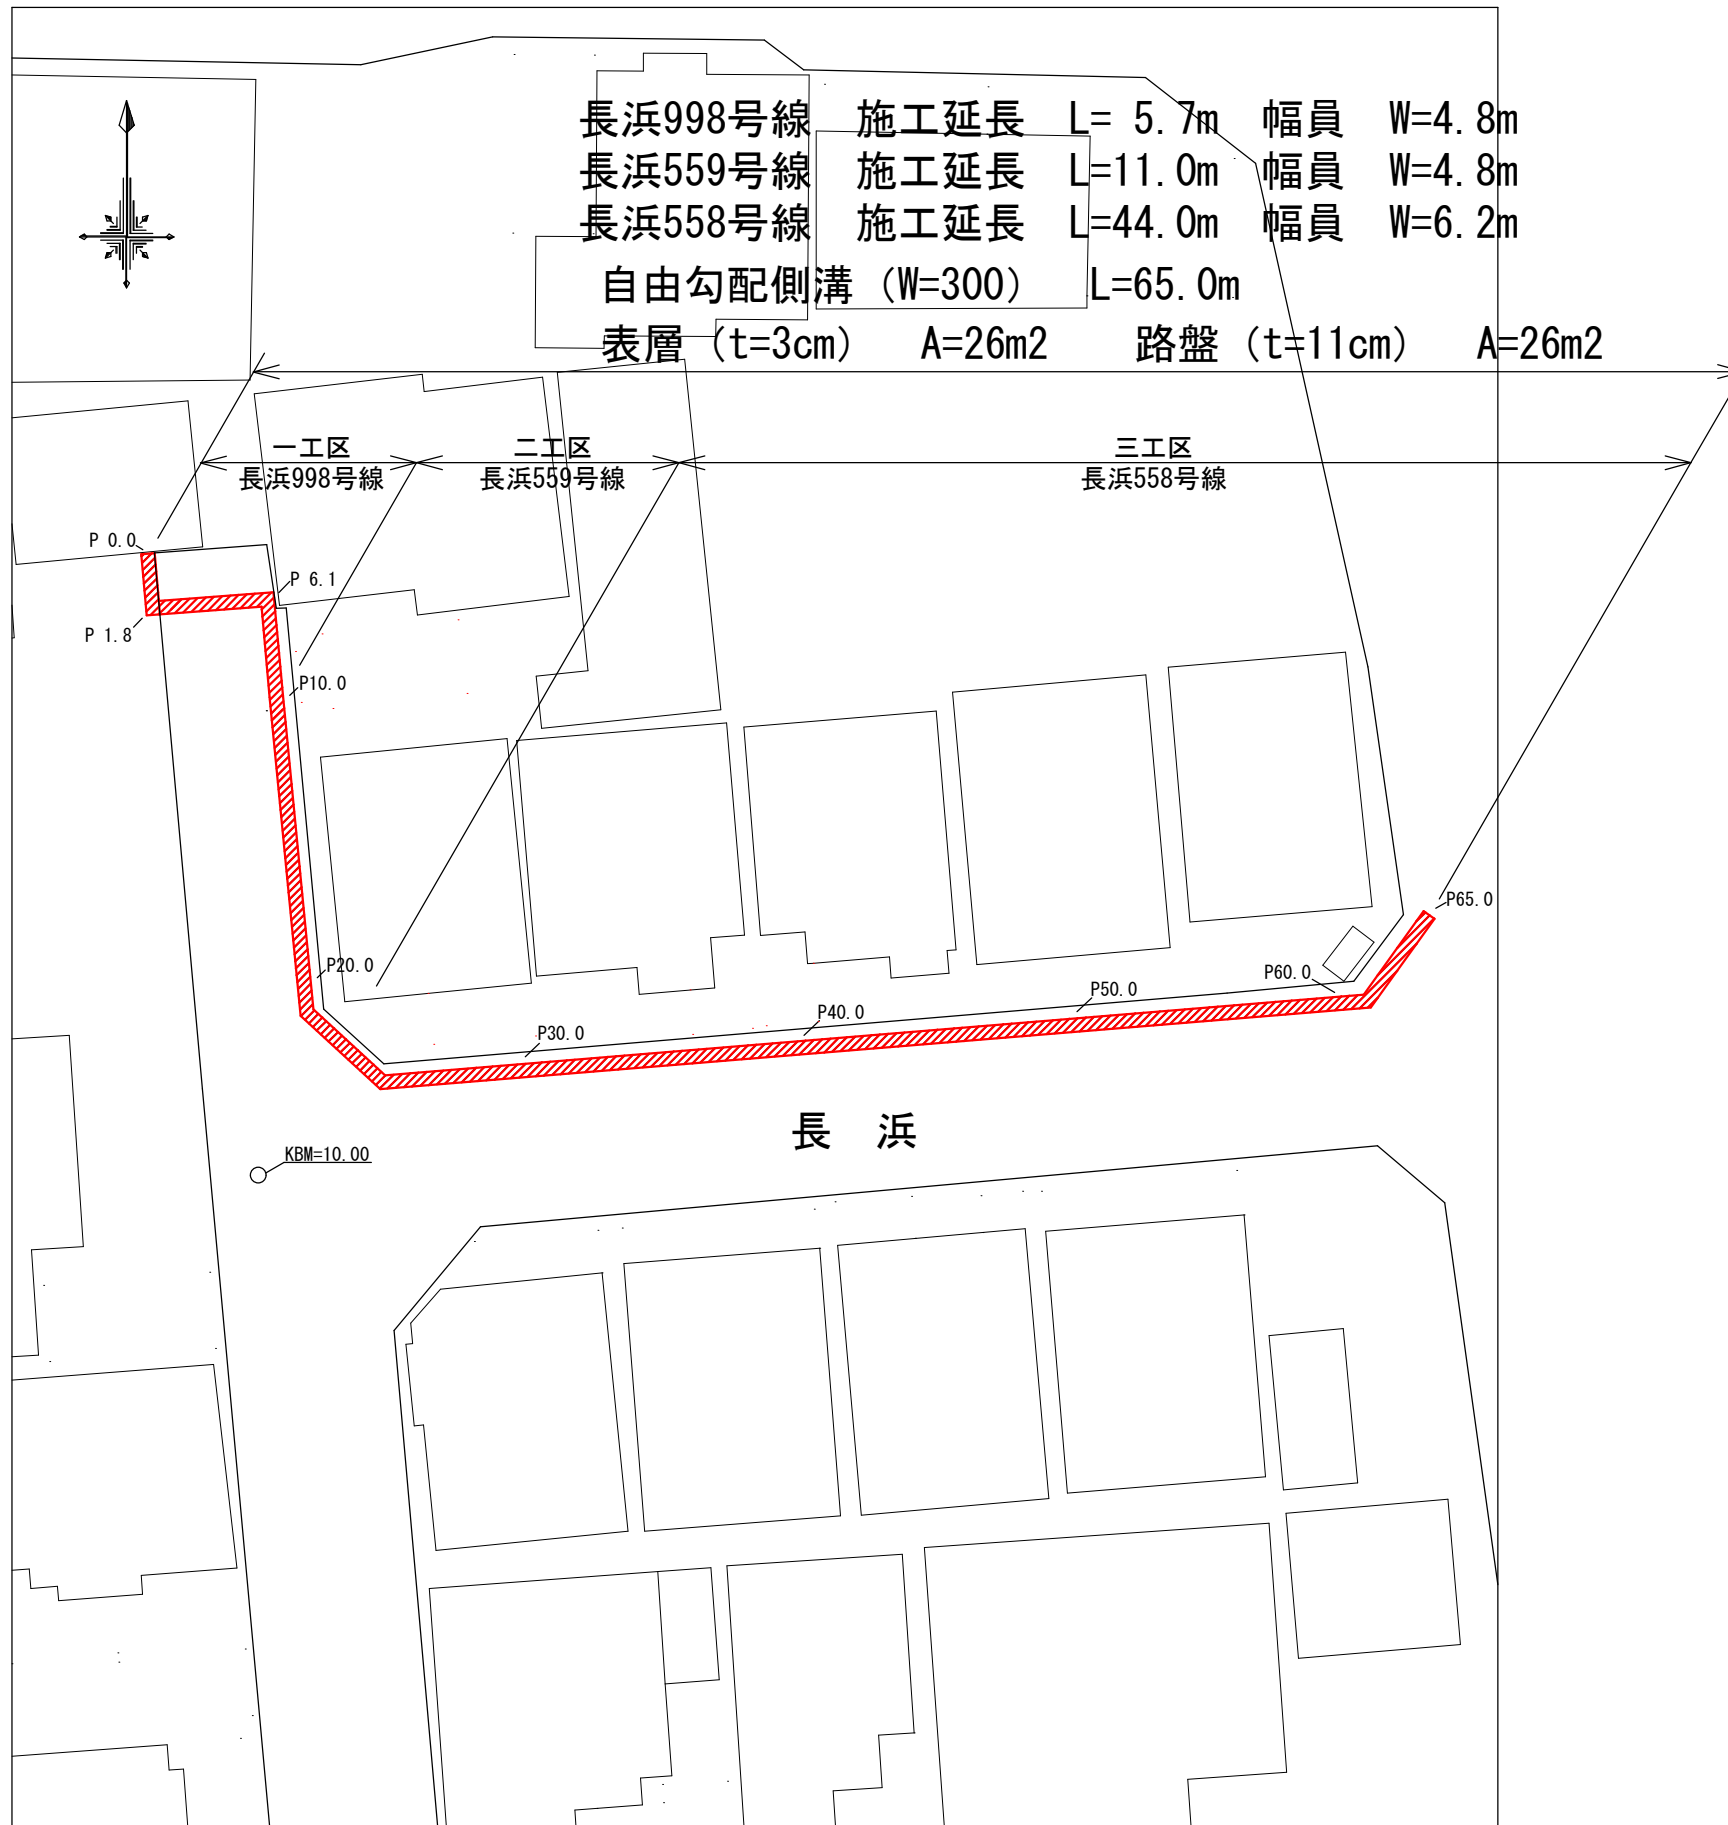 長浜998号線　施工延長　L= 5.7m　幅員　W=4.8m
長浜559号線　施工延長　L=11.0m　幅員　W=4.8m
長浜558号線　施工延長　L=44.0m　幅員　W=6.2m
自由勾配側溝（W=300）　L=65.0m
表層（t=3cm）　A=26m2　　路盤（t=11cm）　A=26m2
一工区
長浜998号線
二工区
長浜559号線
三工区
長浜558号線
P 0.0
P 6.1
P 1.8
P10.0
P20.0
P30.0
P40.0
P50.0
P60.0
P65.0
長　浜
KBM=10.00